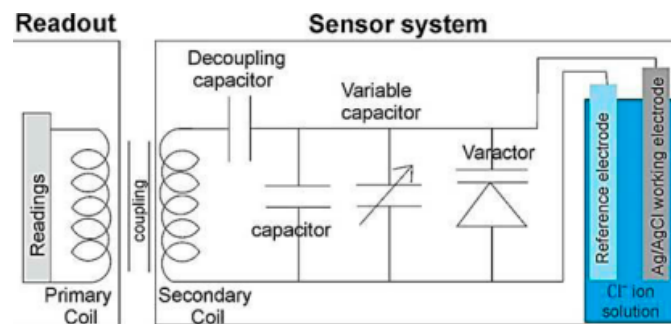 Readout
Sensor system
Decoupling
capacitor
Variable
capacitor
Varactor
capacitor
Readings
coupling
Primary
Coil
Secondary
Coil
Reference electrode
Ag/AgCl working electrode
Cl⁻ ion
solution